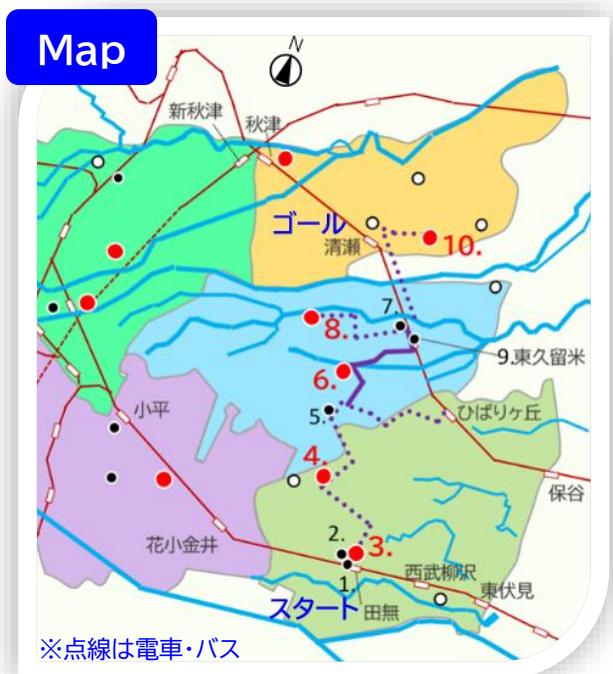 Map
N
新秋津
秋津
ゴール
清瀬
10.
7.
8.
9.東久留米
6.
5.
小平
ひばりヶ丘
4.
保谷
花小金井
2.
3.
1.
西武柳沢
東伏見
スタート
田無
※点線は電車・バス